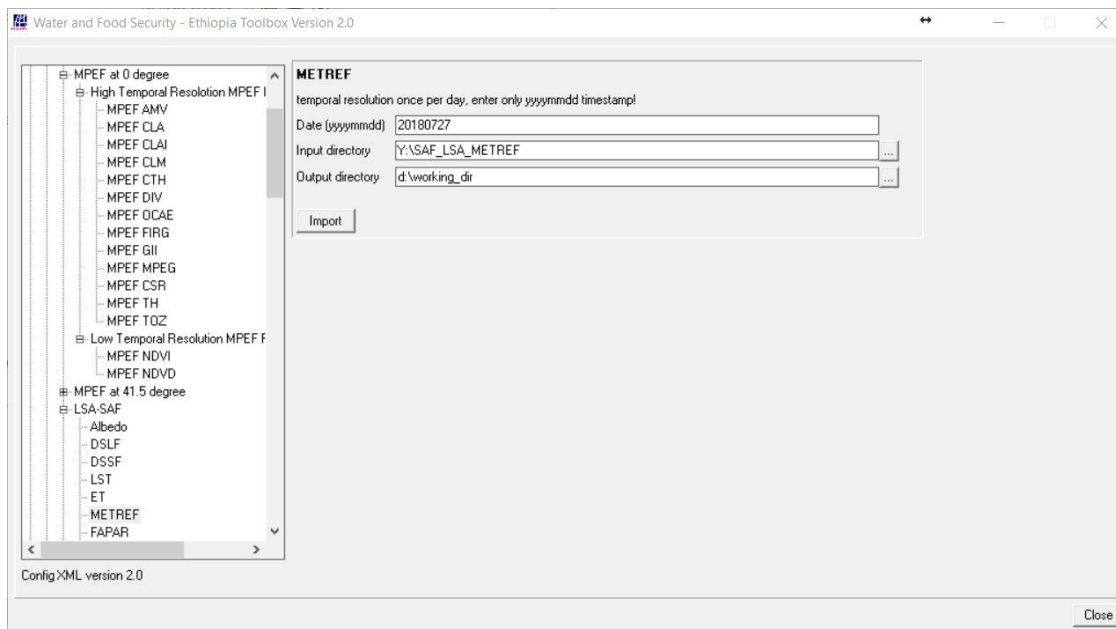 Water and Food Security - Ethiopia Toolbox Version 2.0
MPEF at 0 degree
High Temporal Resolotion MPEF I
MPEF AMV
MPEF CLA
MPEF CLAI
MPEF CLM
MPEF CTH
MPEF DIV
MPEF OCAE
MPEF FIRG
MPEF GII
MPEF MPEG
MPEF CSR
MPEF TH
MPEF TOZ
Low Temporal Resolution MPEF F
MPEF NDVI
MPEF NDVD
MPEF at 41.5 degree
LSA-SAF
Albedo
DSLF
DSSF
LST
ET
METREF
FAPAR
Config XML version 2.0
METREF
temporal resolution once per day, enter only yyyymmdd timestamp!
Date (yyyymmdd) 20180727
Input directory Y:\SAF_LSA_METREF ...
Output directory d:\working_dir ...
Import
Close